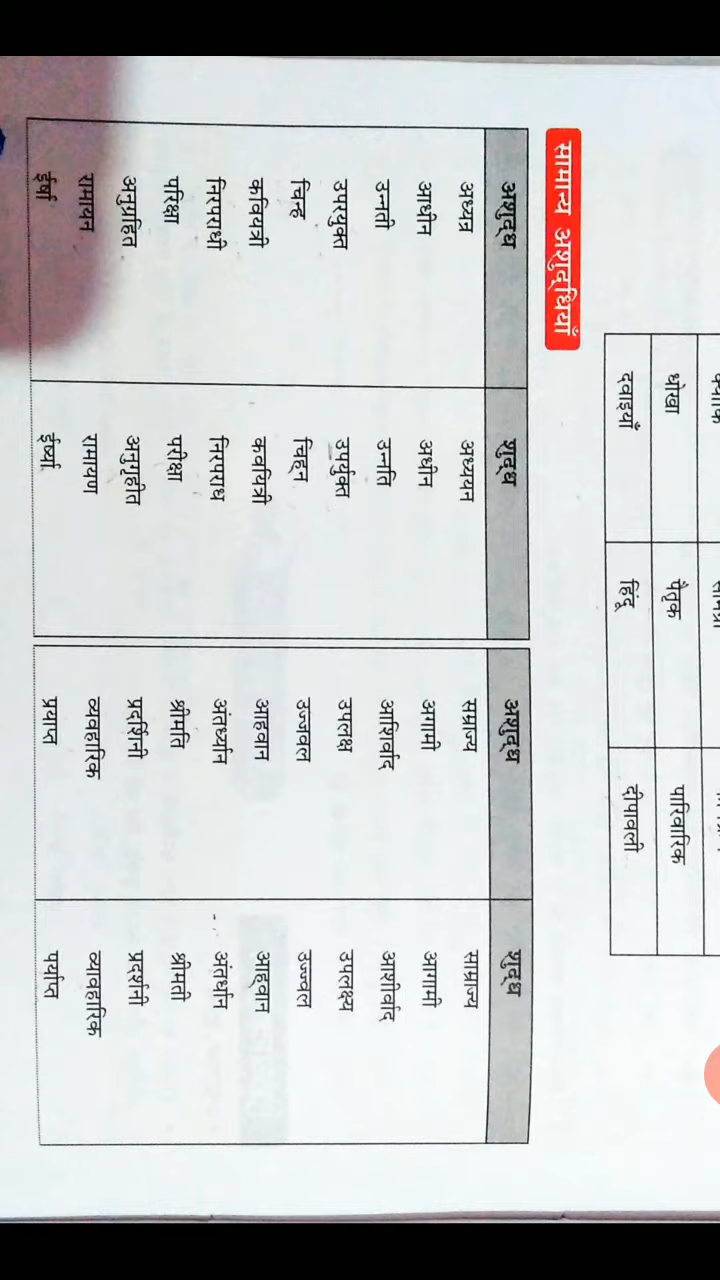 धोखा पैतृक पारिवारिक
दवाइयाँ हिंदू दीपावली
सामान्य अशुद्धियाँ
अशुद्ध शुद्ध अशुद्ध शुद्ध
अध्यन अध्ययन सम्राज्य साम्राज्य
आधीन अधीन अगामी आगामी
उन्नती उन्नति आशिर्वाद आशीर्वाद
उपरयुक्त उपर्युक्त उपलक्ष उपलक्ष्य
चिन्ह चिह्न उज्जवल उज्ज्वल
कवियत्री कवयित्री आहवान आह्वान
निरपराधी निरपराध अंतर्ध्यान अंतर्धान
परिक्षा परीक्षा श्रीमति श्रीमती
अनुग्रहित अनुगृहीत प्रदर्शिनी प्रदर्शनी
रामायन रामायण व्यवहारिक व्यावहारिक
ईर्षा ईर्ष्या प्रयाप्त पर्याप्त